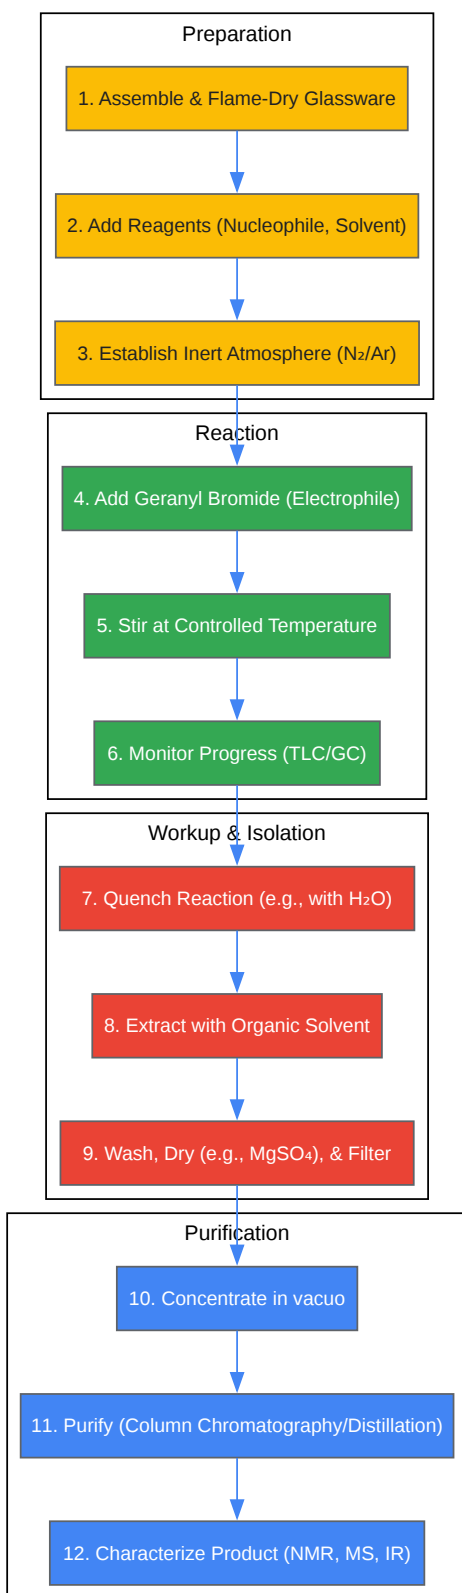 Preparation
1. Assemble & Flame-Dry Glassware
2. Add Reagents (Nucleophile, Solvent)
3. Establish Inert Atmosphere (N₂/Ar)
Reaction
4. Add Geranyl Bromide (Electrophile)
5. Stir at Controlled Temperature
6. Monitor Progress (TLC/GC)
Workup & Isolation
7. Quench Reaction (e.g., with H₂O)
8. Extract with Organic Solvent
9. Wash, Dry (e.g., MgSO₄), & Filter
Purification
10. Concentrate in vacuo
11. Purify (Column Chromatography/Distillation)
12. Characterize Product (NMR, MS, IR)